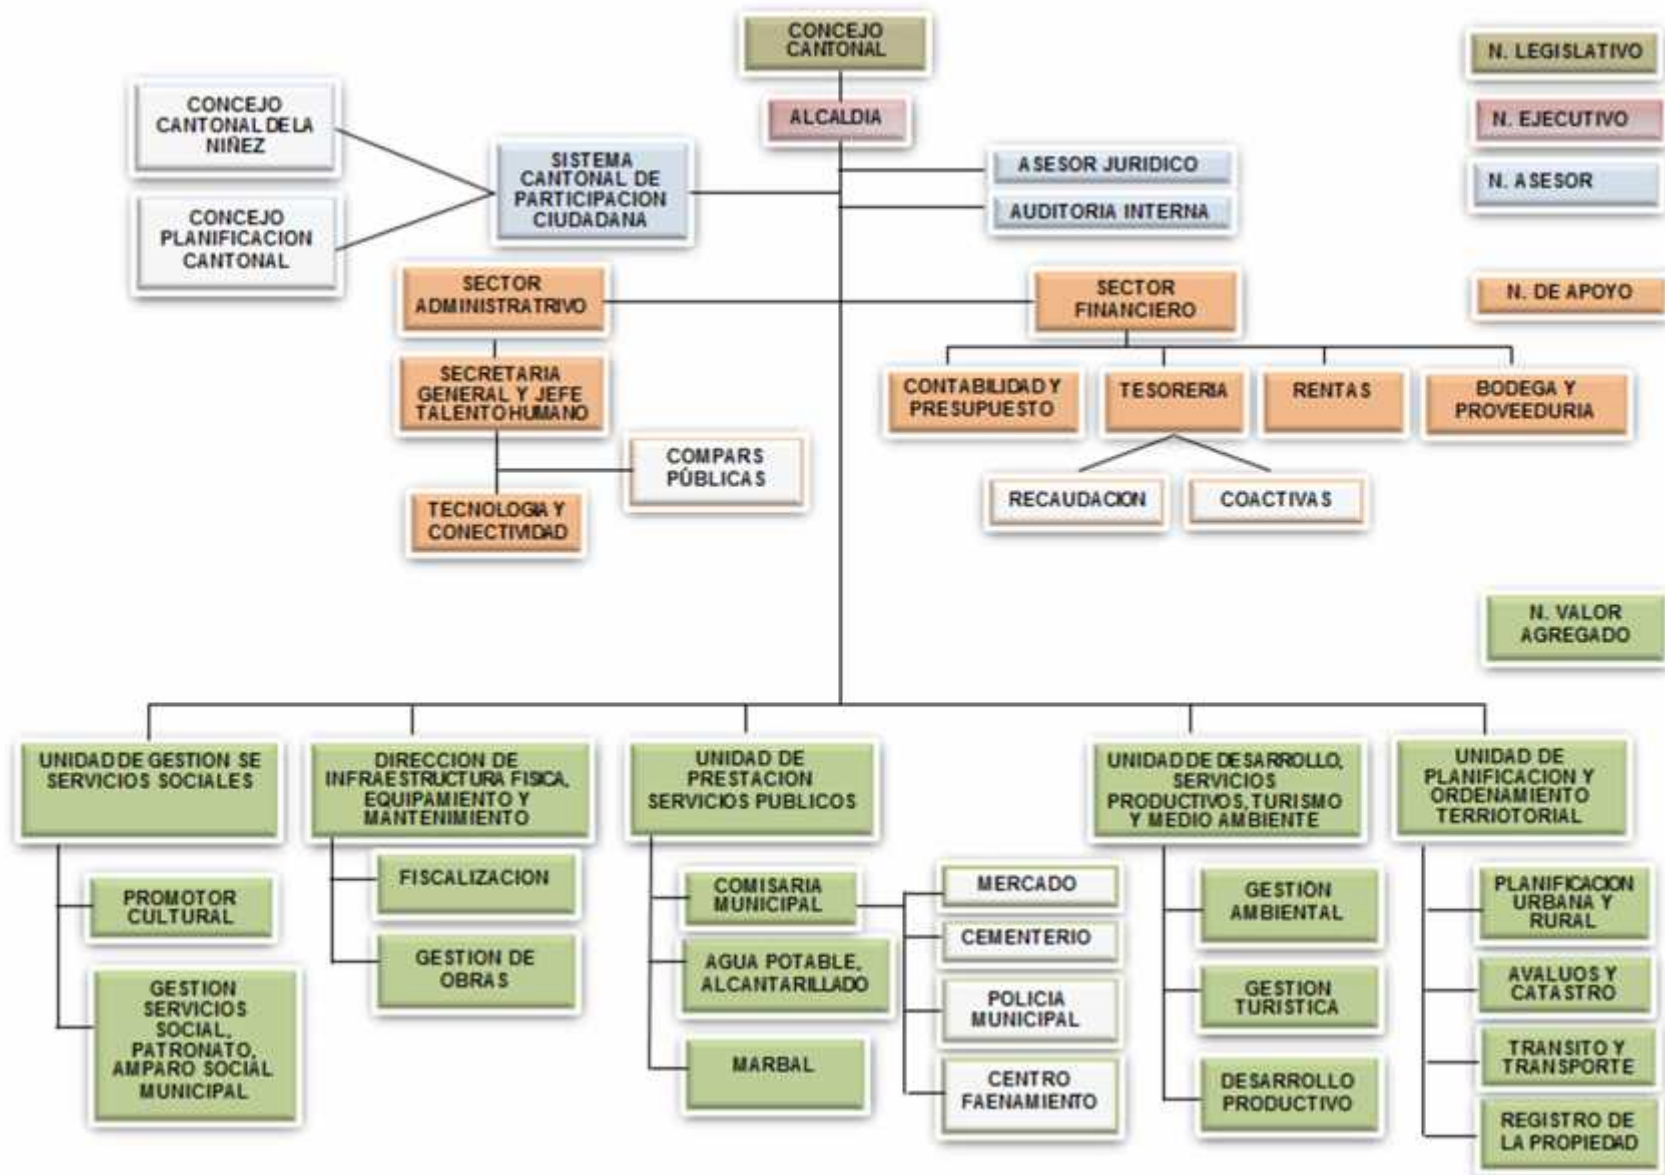 CONCEJO
CANTONAL
N. LEGISLATIVO
ALCALDIA
N. EJECUTIVO
CONCEJO
CANTONAL DE LA
NIÑEZ
CONCEJO
PLANIFICACION
CANTONAL
SISTEMA
CANTONAL DE
PARTICIPACION
CIUDADANA
ASESOR JURIDICO
AUDITORIA INTERNA
N. ASESOR
SECTOR
ADMINISTRATRIVO
SECTOR
FINANCIERO
N. DE APOYO
SECRETARIA
GENERAL Y JEFE
TALENTO HUMANO
COMPARS
PÚBLICAS
TECNOLOGIA Y
CONECTIVIDAD
CONTABILIDAD Y
PRESUPUESTO
TESORERIA
RENTAS
BODEGA Y
PROVEEDURIA
RECAUDACION
COACTIVAS
N. VALOR
AGREGADO
UNIDAD DE GESTION SE
SERVICIOS SOCIALES
PROMOTOR
CULTURAL
GESTION
SERVICIOS
SOCIAL,
PATRONATO,
AMPARO SOCIAL
MUNICIPAL
DIRECCION DE
INFRAESTRUCTURA FISICA,
EQUIPAMIENTO Y
MANTENIMIENTO
FISCALIZACION
GESTION DE
OBRAS
UNIDAD DE
PRESTACION
SERVICIOS PUBLICOS
COMISARIA
MUNICIPAL
AGUA POTABLE,
ALCANTARILLADO
MARBAL
MERCADO
CEMENTERIO
POLICIA
MUNICIPAL
CENTRO
FAENAMIENTO
UNIDAD DE DESARROLLO,
SERVICIOS
PRODUCTIVOS, TURISMO
Y MEDIO AMBIENTE
GESTION
AMBIENTAL
GESTION
TURISTICA
DESARROLLO
PRODUCTIVO
UNIDAD DE
PLANIFICACION Y
ORDENAMIENTO
TERRIOTORIAL
PLANIFICACION
URBANA Y
RURAL
AVALUOS Y
CATASTRO
TRANSITO Y
TRANSPORTE
REGISTRO DE
LA PROPIEDAD